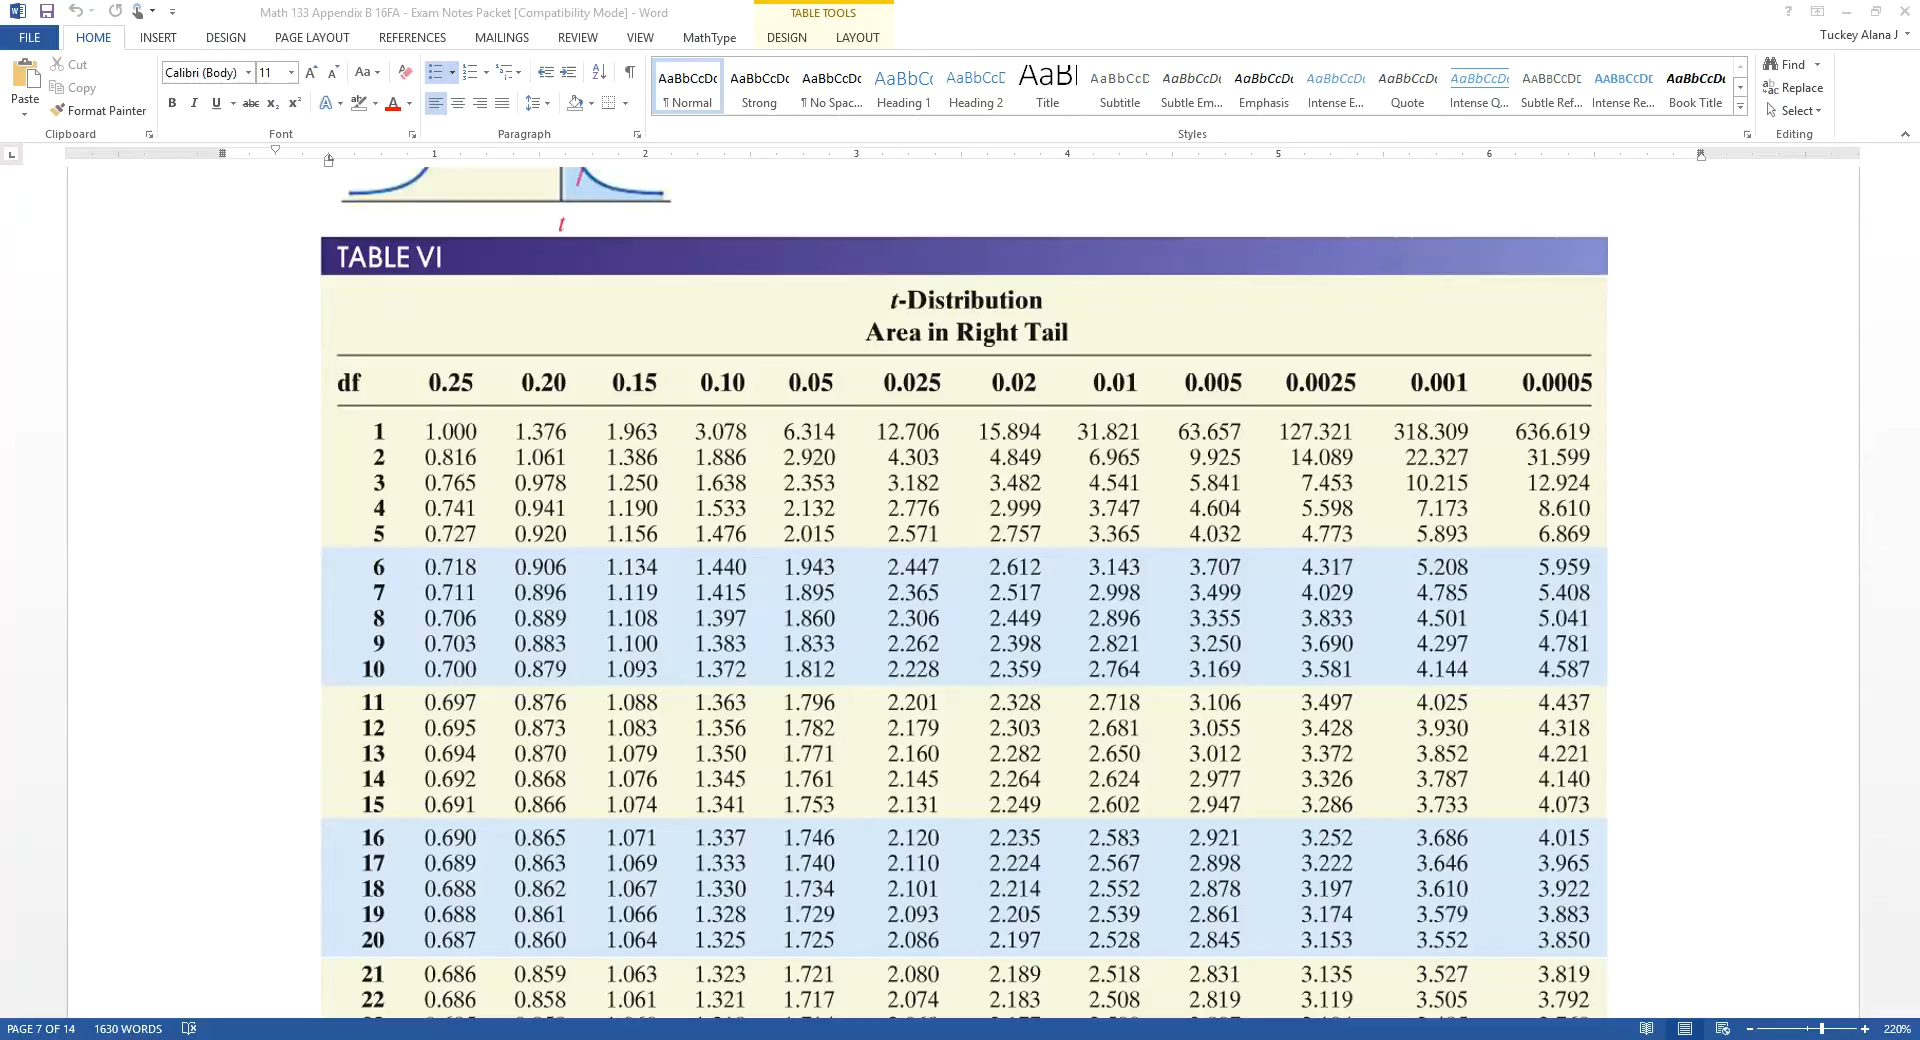 Math 133 Appendix B 16FA - Exam Notes Packet [Compatibility Mode] - Word
TABLE TOOLS
?
FILE HOME INSERT DESIGN PAGE LAYOUT REFERENCES MAILINGS REVIEW VIEW MathType DESIGN LAYOUT Tuckey Alana J
Paste
Cut
Copy
Format Painter
Clipboard
Calibri (Body) 11
Aa
B I U abc x₂ x² A ab A
Font
Paragraph
AaBbCcDc AaBbCcDc AaBbCcDc AaBbCc AaBbCcD AaBl AaBbCcD AaBbCcDc AaBbCcDc AaBbCcDc AaBbCcDc AaBbCcDc AABBCCDD AABBCCDD AaBbCcDc
¶ Normal Strong ¶ No Spac... Heading 1 Heading 2 Title Subtitle Subtle Em... Emphasis Intense E... Quote Intense Q... Subtle Ref... Intense Re... Book Title
Styles
Find
Replace
Select
Editing
L
1 2 3 4 5 6
t
TABLE VI
t-Distribution
Area in Right Tail
df 0.25 0.20 0.15 0.10 0.05 0.025 0.02 0.01 0.005 0.0025 0.001 0.0005
1 1.000 1.376 1.963 3.078 6.314 12.706 15.894 31.821 63.657 127.321 318.309 636.619
2 0.816 1.061 1.386 1.886 2.920 4.303 4.849 6.965 9.925 14.089 22.327 31.599
3 0.765 0.978 1.250 1.638 2.353 3.182 3.482 4.541 5.841 7.453 10.215 12.924
4 0.741 0.941 1.190 1.533 2.132 2.776 2.999 3.747 4.604 5.598 7.173 8.610
5 0.727 0.920 1.156 1.476 2.015 2.571 2.757 3.365 4.032 4.773 5.893 6.869
6 0.718 0.906 1.134 1.440 1.943 2.447 2.612 3.143 3.707 4.317 5.208 5.959
7 0.711 0.896 1.119 1.415 1.895 2.365 2.517 2.998 3.499 4.029 4.785 5.408
8 0.706 0.889 1.108 1.397 1.860 2.306 2.449 2.896 3.355 3.833 4.501 5.041
9 0.703 0.883 1.100 1.383 1.833 2.262 2.398 2.821 3.250 3.690 4.297 4.781
10 0.700 0.879 1.093 1.372 1.812 2.228 2.359 2.764 3.169 3.581 4.144 4.587
11 0.697 0.876 1.088 1.363 1.796 2.201 2.328 2.718 3.106 3.497 4.025 4.437
12 0.695 0.873 1.083 1.356 1.782 2.179 2.303 2.681 3.055 3.428 3.930 4.318
13 0.694 0.870 1.079 1.350 1.771 2.160 2.282 2.650 3.012 3.372 3.852 4.221
14 0.692 0.868 1.076 1.345 1.761 2.145 2.264 2.624 2.977 3.326 3.787 4.140
15 0.691 0.866 1.074 1.341 1.753 2.131 2.249 2.602 2.947 3.286 3.733 4.073
16 0.690 0.865 1.071 1.337 1.746 2.120 2.235 2.583 2.921 3.252 3.686 4.015
17 0.689 0.863 1.069 1.333 1.740 2.110 2.224 2.567 2.898 3.222 3.646 3.965
18 0.688 0.862 1.067 1.330 1.734 2.101 2.214 2.552 2.878 3.197 3.610 3.922
19 0.688 0.861 1.066 1.328 1.729 2.093 2.205 2.539 2.861 3.174 3.579 3.883
20 0.687 0.860 1.064 1.325 1.725 2.086 2.197 2.528 2.845 3.153 3.552 3.850
21 0.686 0.859 1.063 1.323 1.721 2.080 2.189 2.518 2.831 3.135 3.527 3.819
22 0.686 0.858 1.061 1.321 1.717 2.074 2.183 2.508 2.819 3.119 3.505 3.792
PAGE 7 OF 14 1630 WORDS 220%